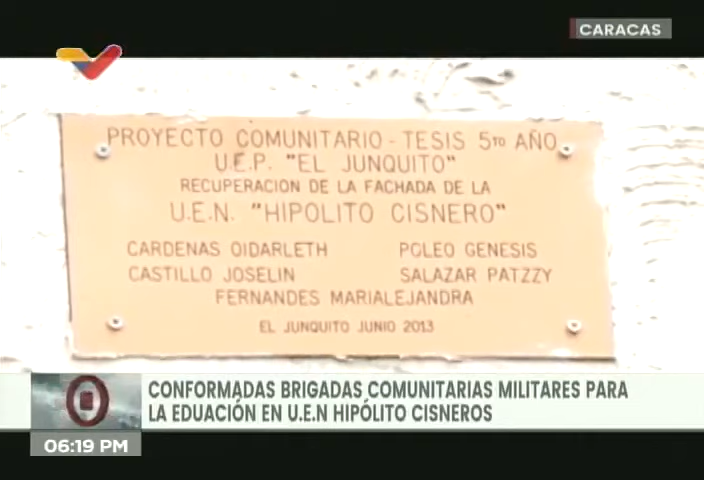 CARACAS
PROYECTO COMUNITARIO - TESIS 5TO AÑO
U.E.P. "EL JUNQUITO"
RECUPERACION DE LA FACHADA DE LA
U.E.N. "HIPOLITO CISNERO"
CARDENAS OIDARLETH POLEO GENESIS
CASTILLO JOSELIN SALAZAR PATZZY
FERNANDES MARIALEJANDRA
EL JUNQUITO JUNIO 2013
CONFORMADAS BRIGADAS COMUNITARIAS MILITARES PARA
LA EDUACIÓN EN U.E.N HIPÓLITO CISNEROS
06:19 PM